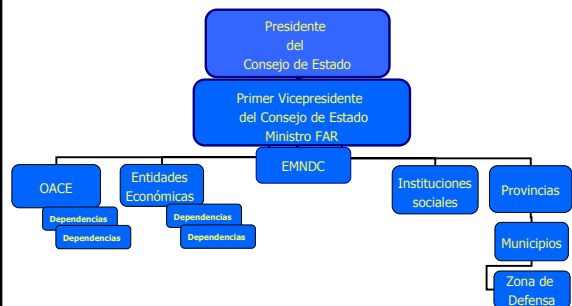 Presidente
del
Consejo de Estado
Primer Vicepresidente
del Consejo de Estado
Ministro FAR
EMNDC
OACE
Dependencias
Dependencias
Entidades
Económicas
Dependencias
Dependencias
Instituciones
sociales
Provincias
Municipios
Zona de
Defensa